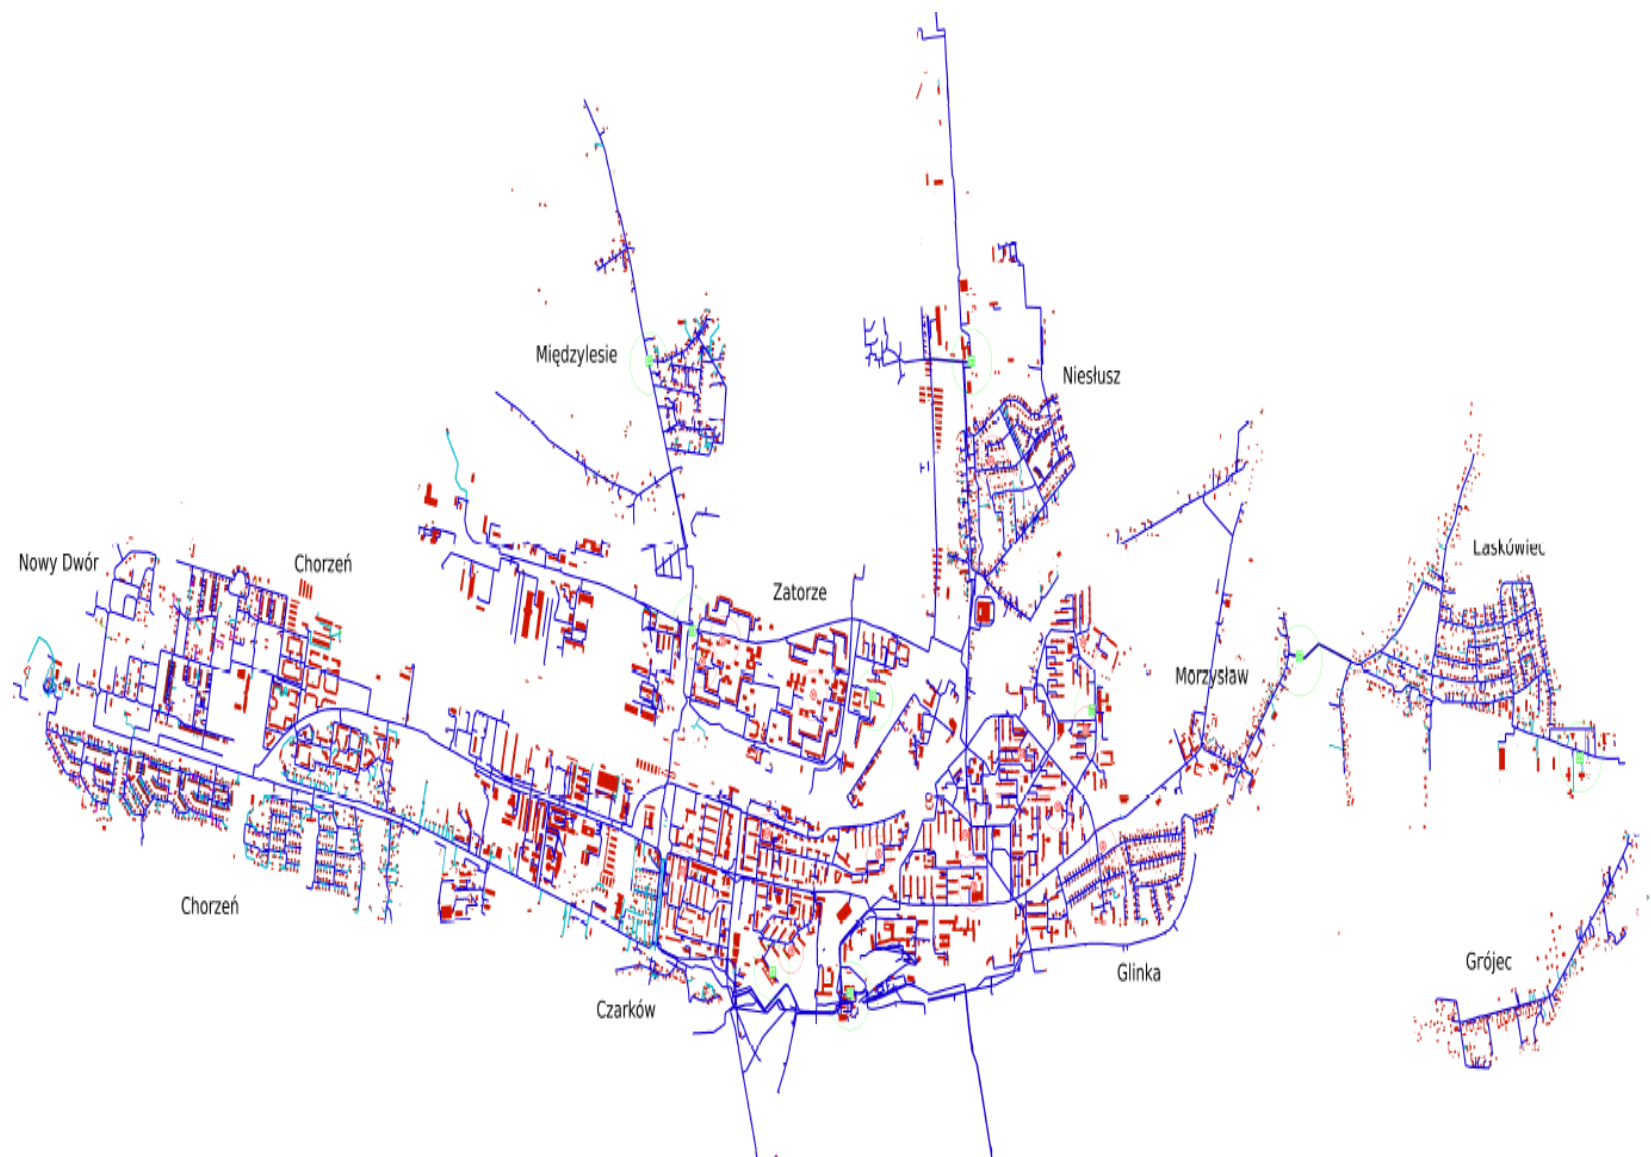 Międzylesie
Niesłusz
Laskówiec
Nowy Dwór
Chorzeń
Zatorze
Morzysław
Chorzeń
Grójec
Glinka
Czarków